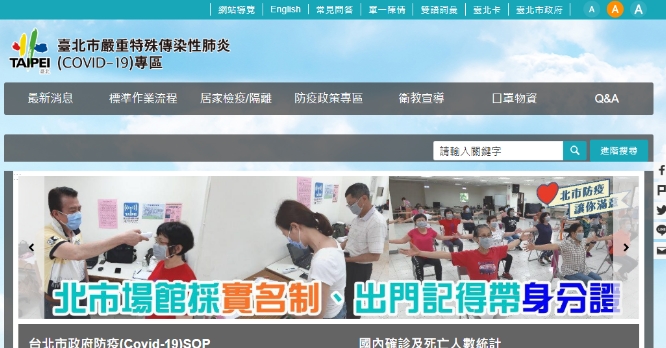 網站導覽 English 常見問答 單一陳情 雙語詞彙 臺北卡 臺北市政府 A A A
TAIPEI 臺北市嚴重特殊傳染性肺炎
臺北 (COVID-19)專區
最新消息 標準作業流程 居家檢疫/隔離 防疫政策專區 衛教宣導 口罩物資 Q&A
請輸入關鍵字 進階搜尋
北市防疫
讓你滿意
北市場館採實名制、出門記得帶身分證
台北市政府防疫(Covid-19)SOP 國內確診及死亡人數統計